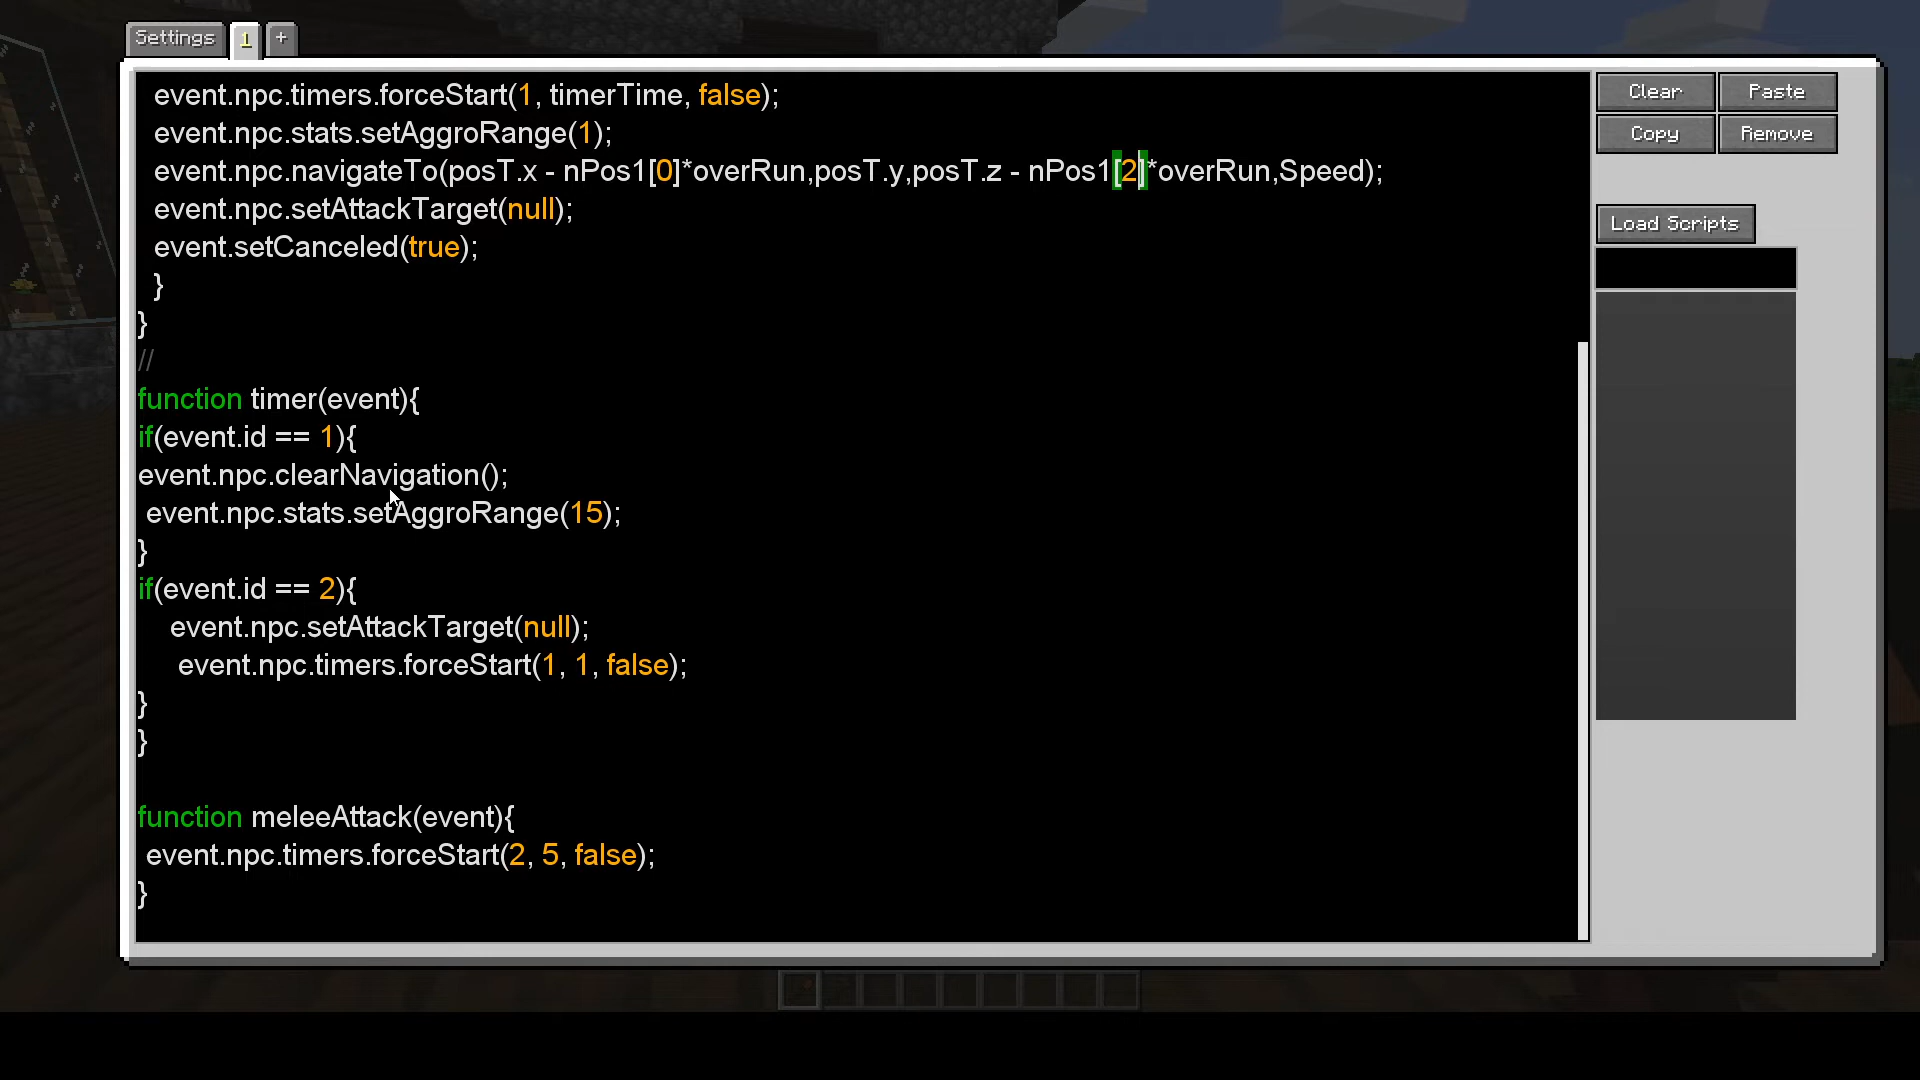 Settings 1 +
event.npc.timers.forceStart(1, timerTime, false);
event.npc.stats.setAggroRange(1);
event.npc.navigateTo(posT.x - nPos1[0]*overRun,posT.y,posT.z - nPos1[2]*overRun,Speed);
event.npc.setAttackTarget(null);
event.setCanceled(true);
}
}
//
function timer(event){
if(event.id == 1){
event.npc.clearNavigation();
event.npc.stats.setAggroRange(15);
}
if(event.id == 2){
event.npc.setAttackTarget(null);
event.npc.timers.forceStart(1, 1, false);
}
}
function meleeAttack(event){
event.npc.timers.forceStart(2, 5, false);
}
Clear Paste
Copy Remove
Load Scripts